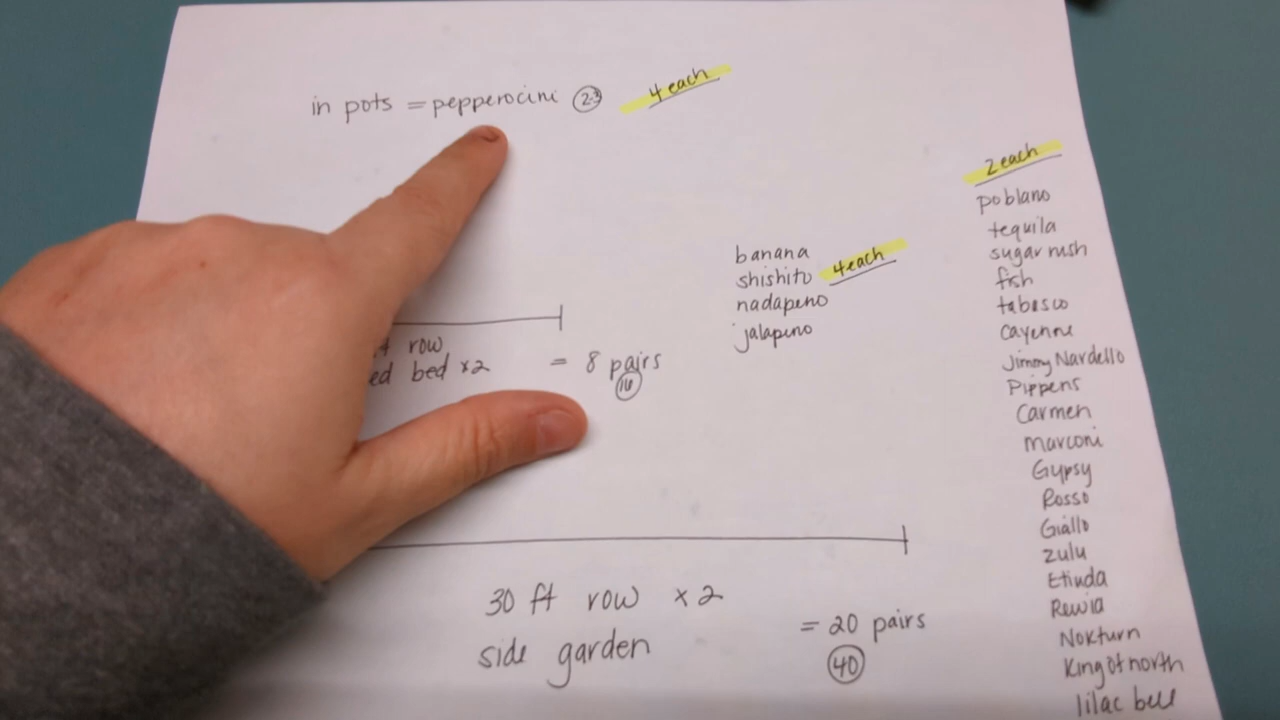 in pots = pepperocini 2-3 4 each
2 each
poblano
tequila
sugar rush
fish
tabasco
cayenne
Jimmy Nardello
Pippens
Carmen
marconi
Gypsy
Rosso
Giallo
zulu
Etiuda
Rewia
Nokturn
King of north
lilac bell
banana
shishito 4 each
nadapeno
jalapeno
row
bed x2 = 8 pairs
16
30 ft row x2
side garden = 20 pairs
40